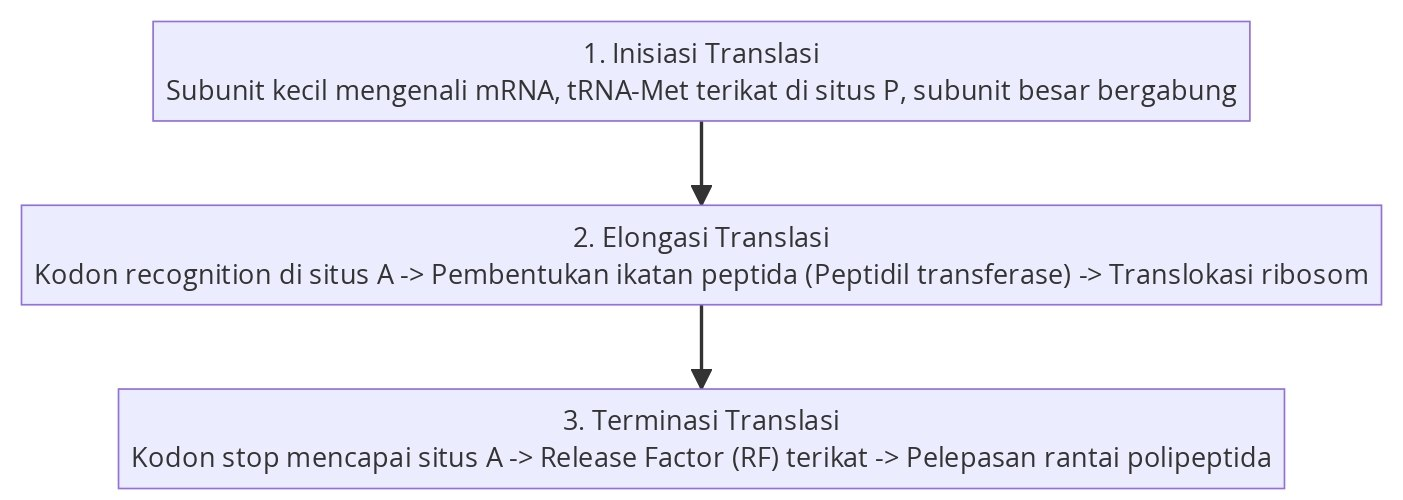 1. Inisiasi Translasi
Subunit kecil mengenali mRNA, tRNA-Met terikat di situs P, subunit besar bergabung
2. Elongasi Translasi
Kodon recognition di situs A -> Pembentukan ikatan peptida (Peptidil transferase) -> Translokasi ribosom
3. Terminasi Translasi
Kodon stop mencapai situs A -> Release Factor (RF) terikat -> Pelepasan rantai polipeptida